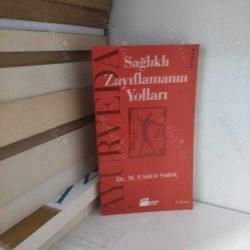 AYURVEDA
Sağlıklı
Zayıflamanın
Yolları
Dr. M. ENDER SARAÇ